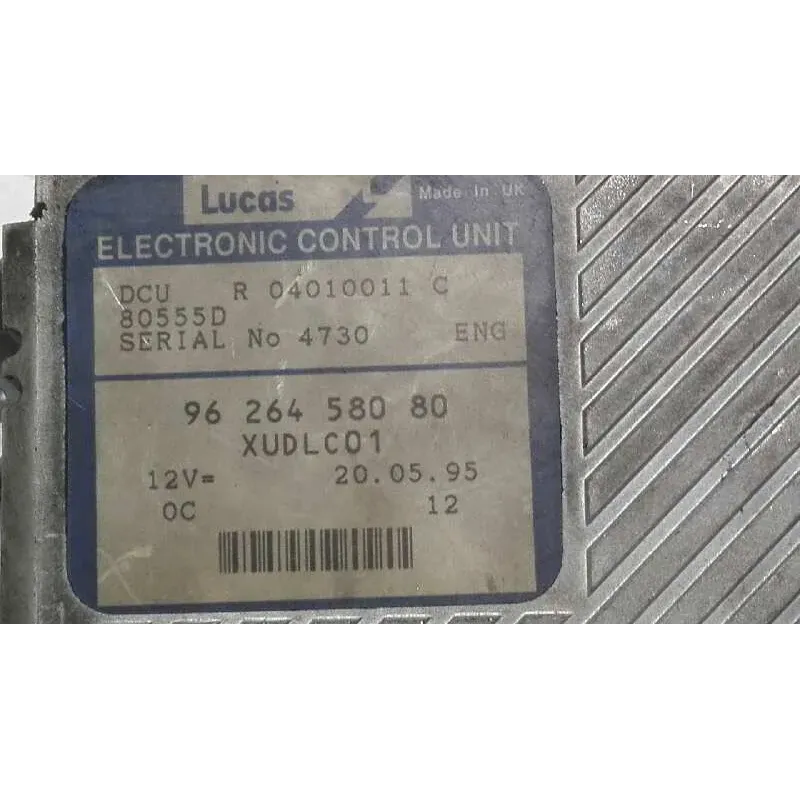 Lucas Made In UK
ELECTRONIC CONTROL UNIT
DCU R 04010011 C
80555D
SERIAL No 4730 ENG
96 264 580 80
XUDLC01
12V= 20.05.95
0C 12